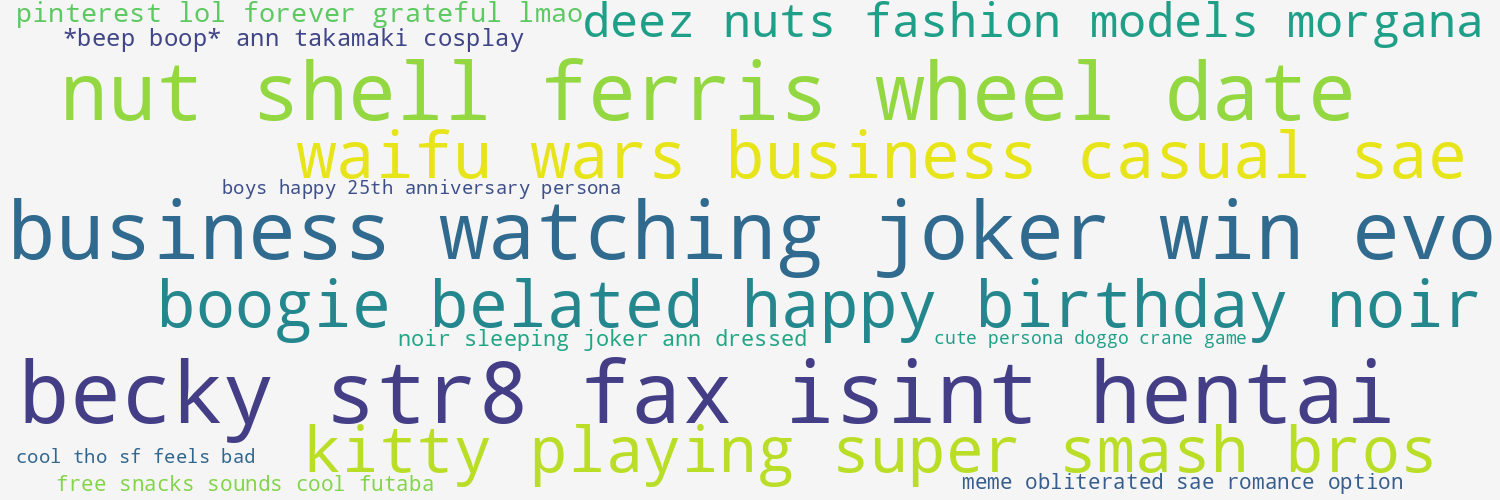 pinterest lol forever grateful lmao
deez nuts fashion models morgana
*beep boop* ann takamaki cosplay
nut shell ferris wheel date
waifu wars business casual sae
boys happy 25th anniversary persona
business watching joker win evo
boogie belated happy birthday noir
noir sleeping joker ann dressed
cute persona doggo crane game
becky str8 fax isint hentai
kitty playing super smash bros
cool tho sf feels bad
free snacks sounds cool futaba
meme obliterated sae romance option